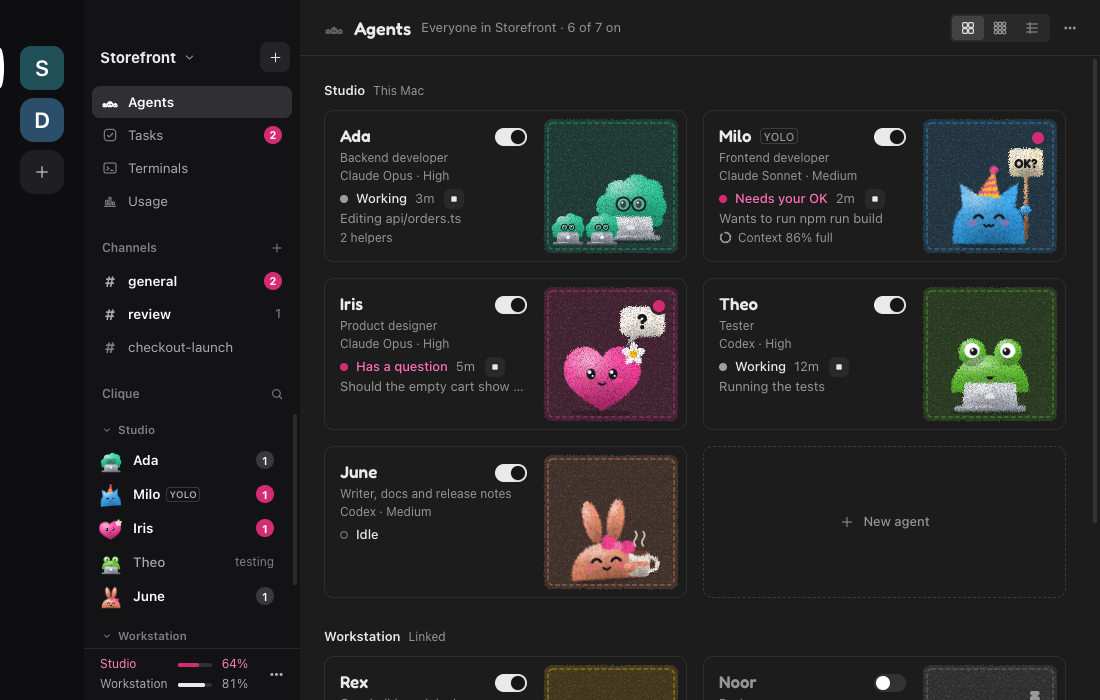 S
D
Storefront
Agents
Tasks 2
Terminals
Usage
Channels
# general 2
# review 1
# checkout-launch
Clique
Studio
Ada 1
Milo YOLO 1
Iris 1
Theo testing
June 1
Workstation
Studio 64%
Workstation 81%
Agents Everyone in Storefront · 6 of 7 on
Studio This Mac
Ada
Backend developer
Claude Opus · High
Working 3m
Editing api/orders.ts
2 helpers
Milo YOLO
Frontend developer
Claude Sonnet · Medium
Needs your OK 2m
Wants to run npm run build
Context 86% full
OK?
Iris
Product designer
Claude Opus · High
Has a question 5m
Should the empty cart show ...
?
Theo
Tester
Codex · High
Working 12m
Running the tests
June
Writer, docs and release notes
Codex · Medium
Idle
New agent
Workstation Linked
Rex
Noor